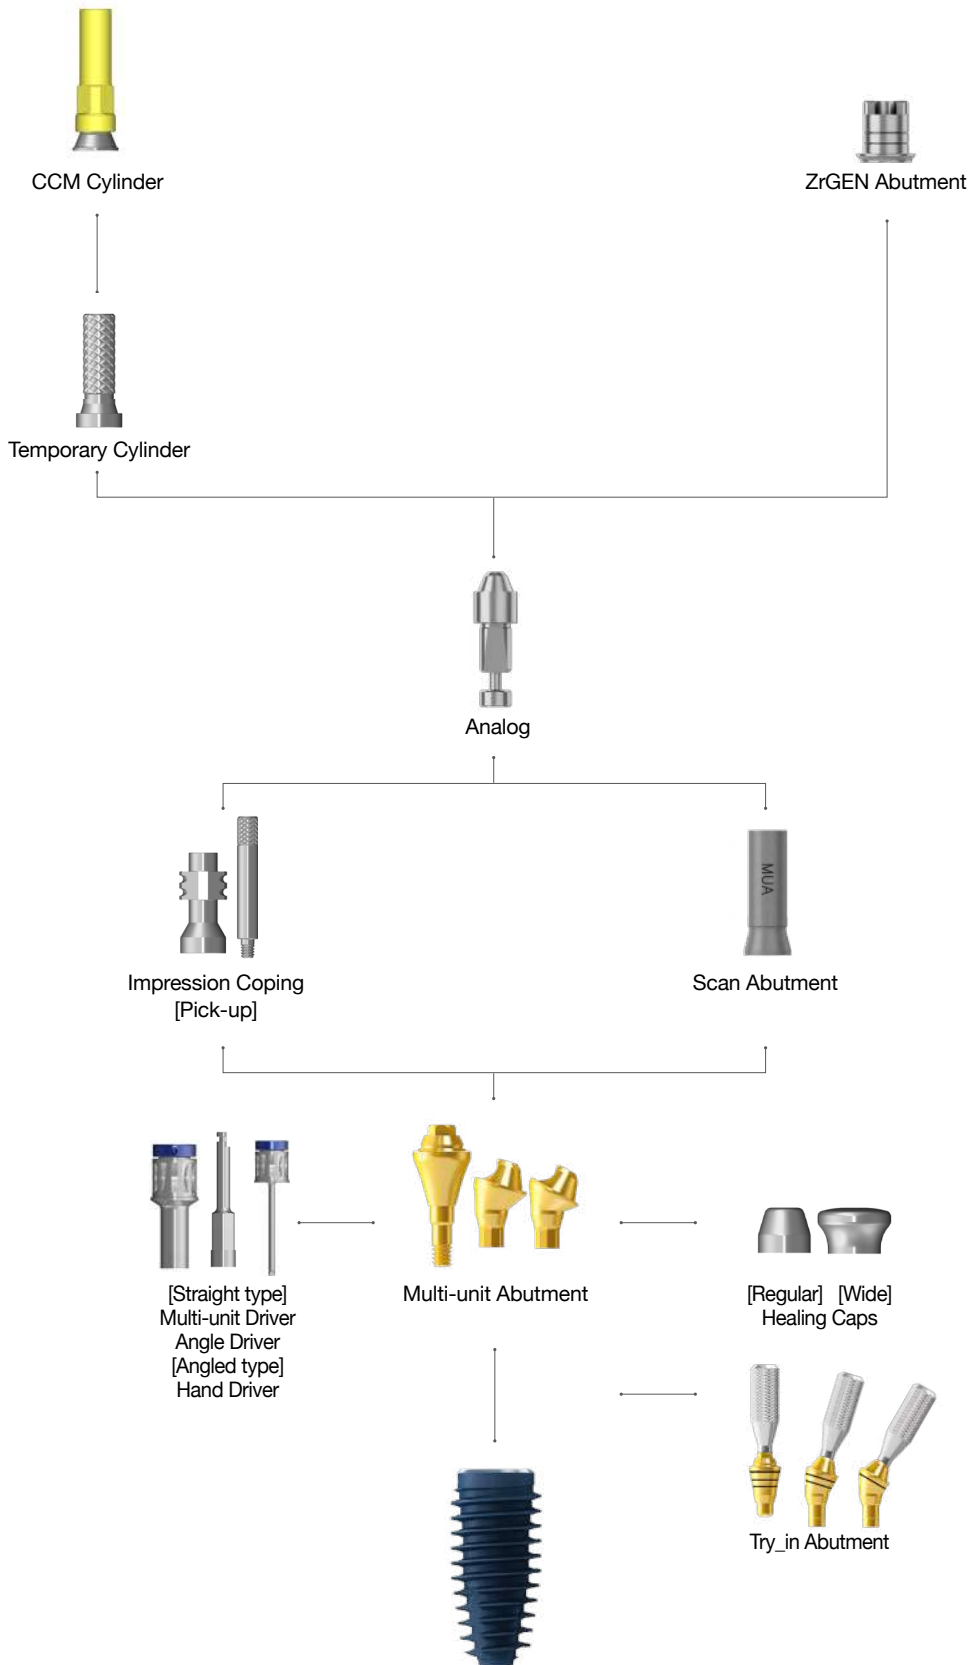 CCM Cylinder
ZrGEN Abutment
Temporary Cylinder
Analog
MUA
Impression Coping
[Pick-up]
Scan Abutment
[Straight type]
Multi-unit Driver
Angle Driver
[Angled type]
Hand Driver
Multi-unit Abutment
[Regular] [Wide]
Healing Caps
Try_in Abutment